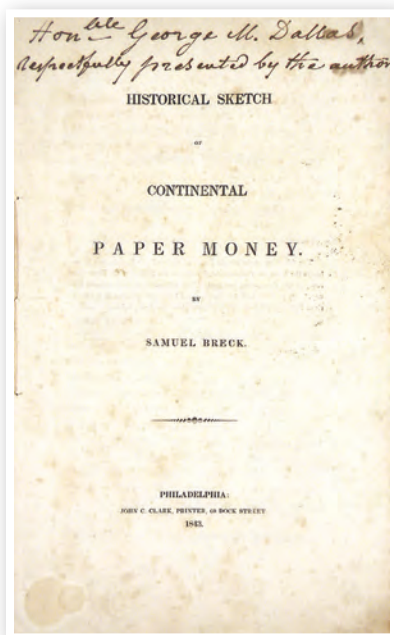 Hon^ble George M. Dallas,
respectfully presented by the author
HISTORICAL SKETCH
OF
CONTINENTAL
PAPER MONEY.
BY
SAMUEL BRECK.
PHILADELPHIA:
JOHN C. CLARK, PRINTER, 60 DOCK STREET
1843.